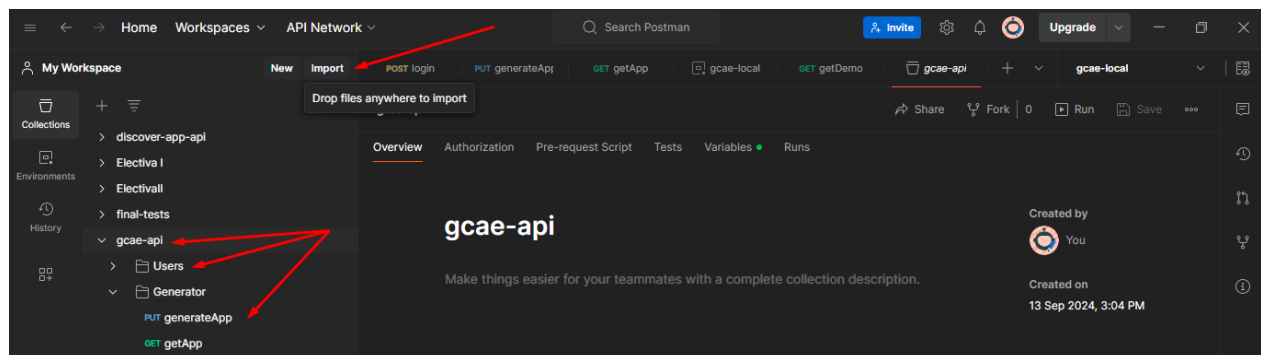 Home Workspaces API Network Search Postman Invite Upgrade
My Workspace New Import POST login PUT generateApp GET getApp gcae-local GET getDemo gcae-api gcae-local
Drop files anywhere to import
Share Fork 0 Run Save
Collections
Environments
History
discover-app-api
Electiva I
ElectivaII
final-tests
gcae-api
Users
Generator
PUT generateApp
GET getApp
Overview Authorization Pre-request Script Tests Variables Runs
gcae-api
Make things easier for your teammates with a complete collection description.
Created by
You
Created on
13 Sep 2024, 3:04 PM